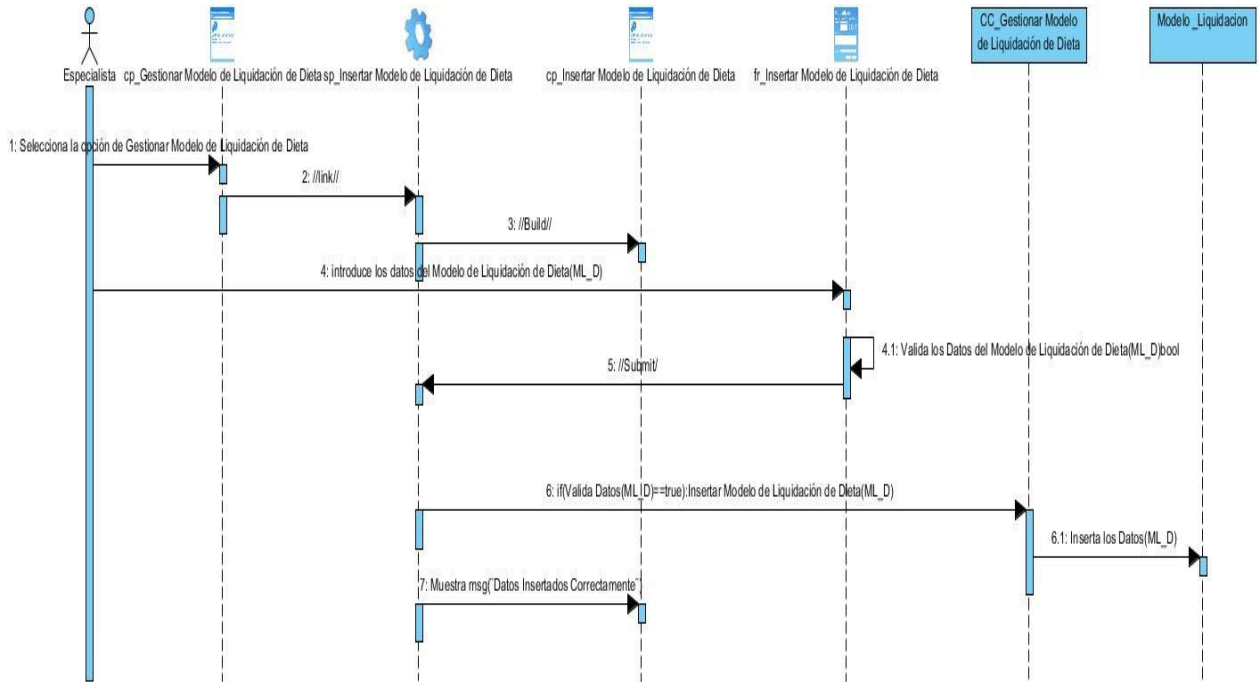 CC_Gestionar Modelo
de Liquidación de Dieta
Modelo _Liquidacion
Especialista
cp_Gestionar Modelo de Liquidación de Dieta
sp_Insertar Modelo de Liquidación de Dieta
cp_Insertar Modelo de Liquidación de Dieta
fr_Insertar Modelo de Liquidación de Dieta
1: Selecciona la opción de Gestionar Modelo de Liquidación de Dieta
2: //link//
3: //Build//
4: introduce los datos del Modelo de Liquidación de Dieta(ML_D)
4.1: Valida los Datos del Modelo de Liquidación de Dieta(ML_D)bool
5: //Submit/
6: if(Valida Datos(ML_D)==true):Insertar Modelo de Liquidación de Dieta(ML_D)
6.1: Inserta los Datos(ML_D)
7: Muestra msg(¨Datos Insertados Correctamente¨)